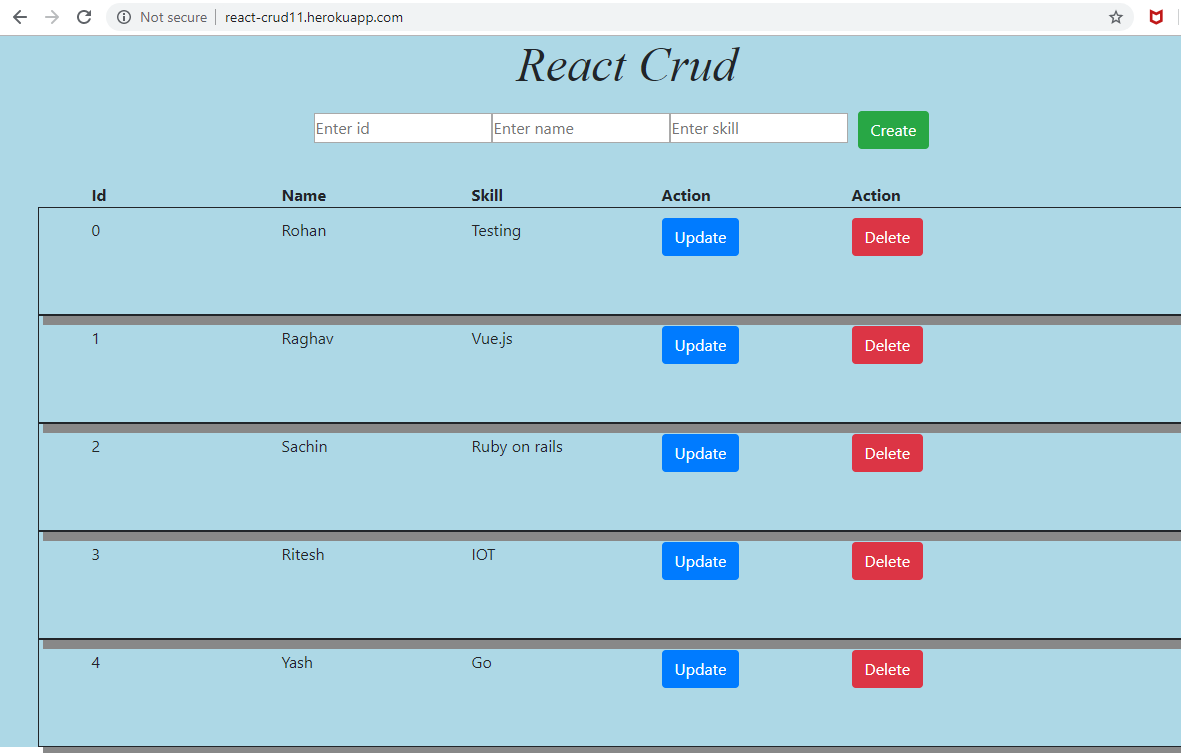 Not secure react-crud11.herokuapp.com
React Crud
Enter id Enter name Enter skill Create
Id Name Skill Action Action
0 Rohan Testing Update Delete
1 Raghav Vue.js Update Delete
2 Sachin Ruby on rails Update Delete
3 Ritesh IOT Update Delete
4 Yash Go Update Delete